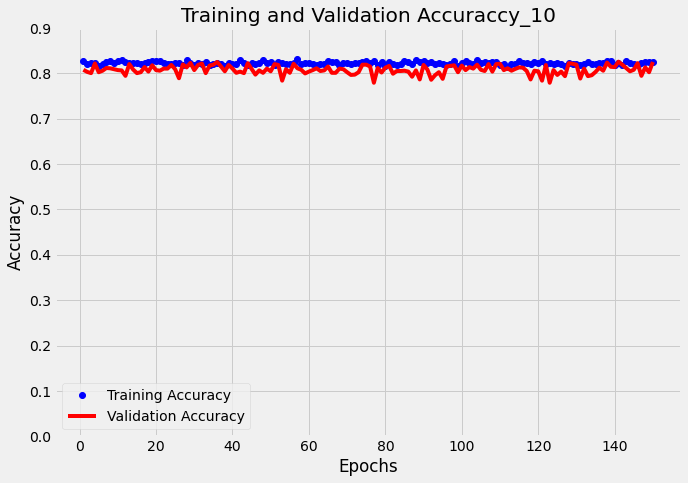 Training and Validation Accuraccy_10
0.9
0.8
0.7
0.6
0.5
0.4
0.3
0.2
0.1
0.0
Accuracy
Training Accuracy
Validation Accuracy
0 20 40 60 80 100 120 140
Epochs